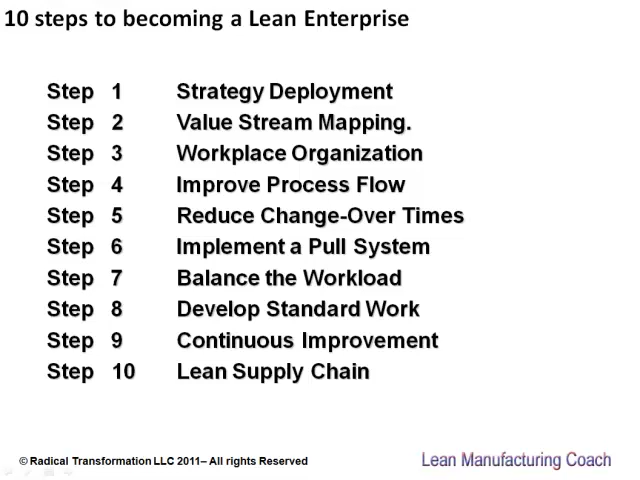 10 steps to becoming a Lean Enterprise
Step 1 Strategy Deployment
Step 2 Value Stream Mapping.
Step 3 Workplace Organization
Step 4 Improve Process Flow
Step 5 Reduce Change-Over Times
Step 6 Implement a Pull System
Step 7 Balance the Workload
Step 8 Develop Standard Work
Step 9 Continuous Improvement
Step 10 Lean Supply Chain
© Radical Transformation LLC 2011– All rights Reserved
Lean Manufacturing Coach